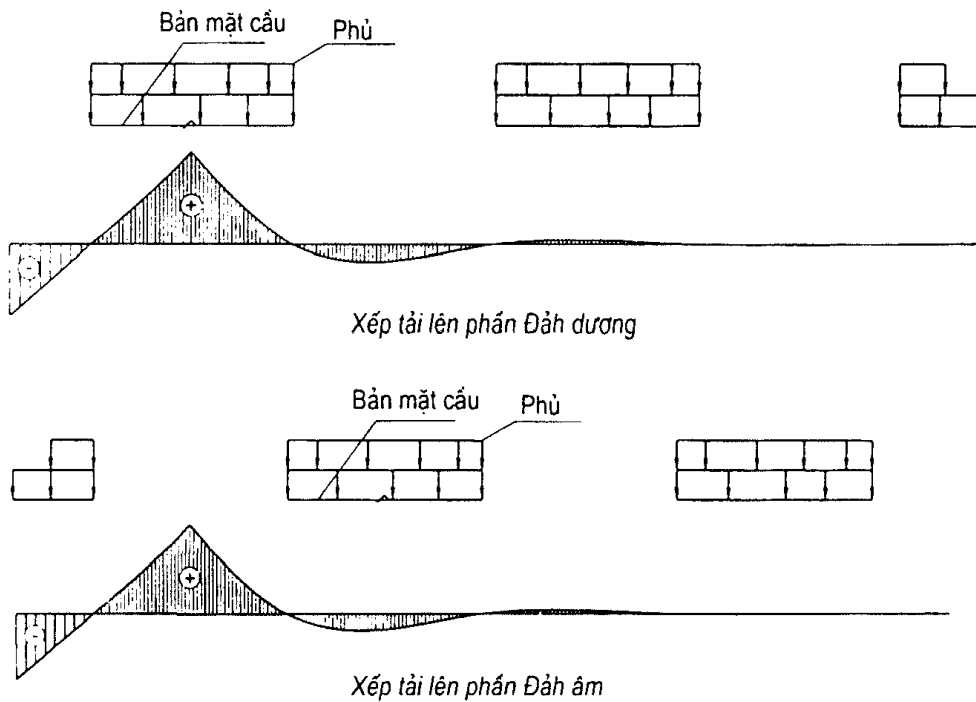 Bản mặt cầu
Phủ
Xếp tải lên phần Đảh dương
Bản mặt cầu
Phủ
Xếp tải lên phần Đảh âm